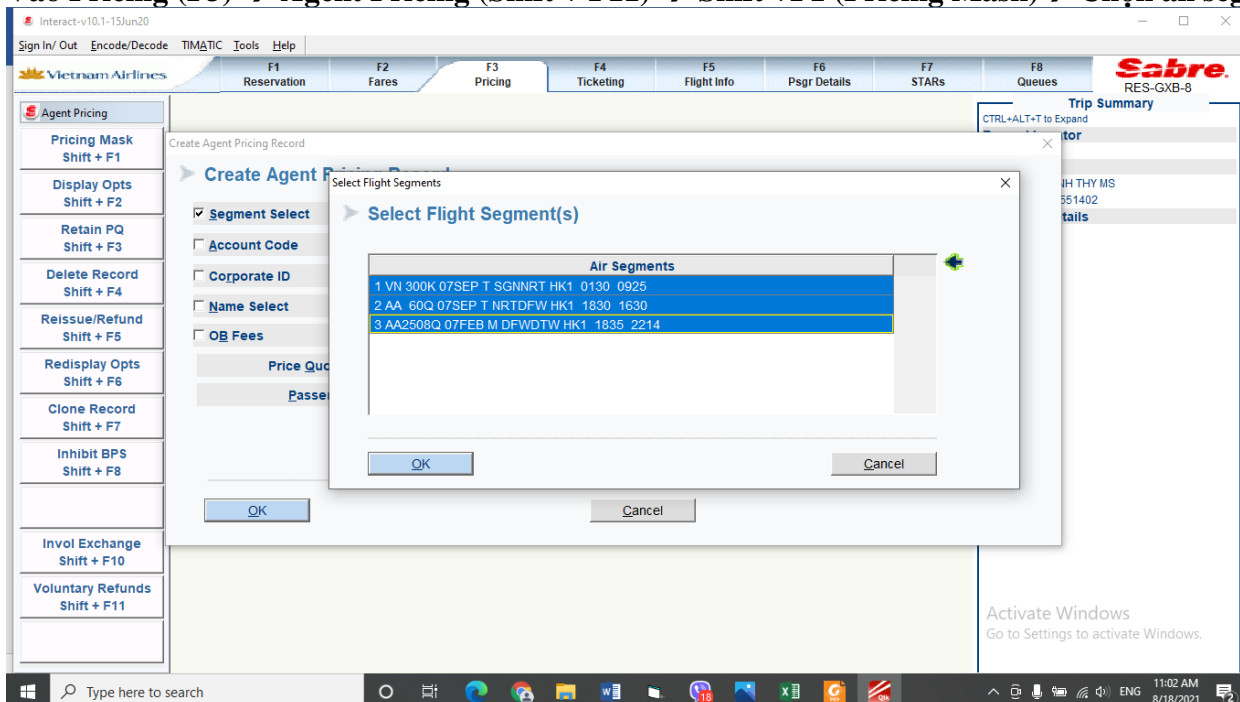 Agent Pricing (Shift
(Pricing Mask)
Interact-v10.1-15Jun20
Sign In/ Out Encode/Decode TIMATIC Tools Help
Vietnam Airlines
F1 F2 F3 F4 F5 F6 F7 F8
Reservation Fares Pricing Ticketing Flight Info Psgr Details STARs Queues
Sabre.
RES-GXB-8
Agent Pricing
Pricing Mask
Shift + F1
Display Opts
Shift + F2
Retain PQ
Shift + F3
Delete Record
Shift + F4
Reissue/Refund
Shift + F5
Redisplay Opts
Shift + F6
Clone Record
Shift + F7
Inhibit BPS
Shift + F8
Invol Exchange
Shift + F10
Voluntary Refunds
Shift + F11
Create Agent Pricing Record
Create Agent
Segment Select
Account Code
Corporate ID
Name Select
OB Fees
Price
OK
Cancel
Select Flight Segments
Select Flight Segment(s)
Air Segments
1 VN 300K 07SEP T SGNNRT HK1 0130 0925
2 AA 60Q 07SEP T NRTDFW HK1 1830 1630
3 AA2508Q 07FEB M DFWDTW HK1 1835 2214
OK
Cancel
Trip Summary
CTRL+ALT+T to Expand
THY MS
Activate Windows
Go to Settings to activate Windows.
Type here to search
18
ENG
11:02 AM
8/18/2021
2